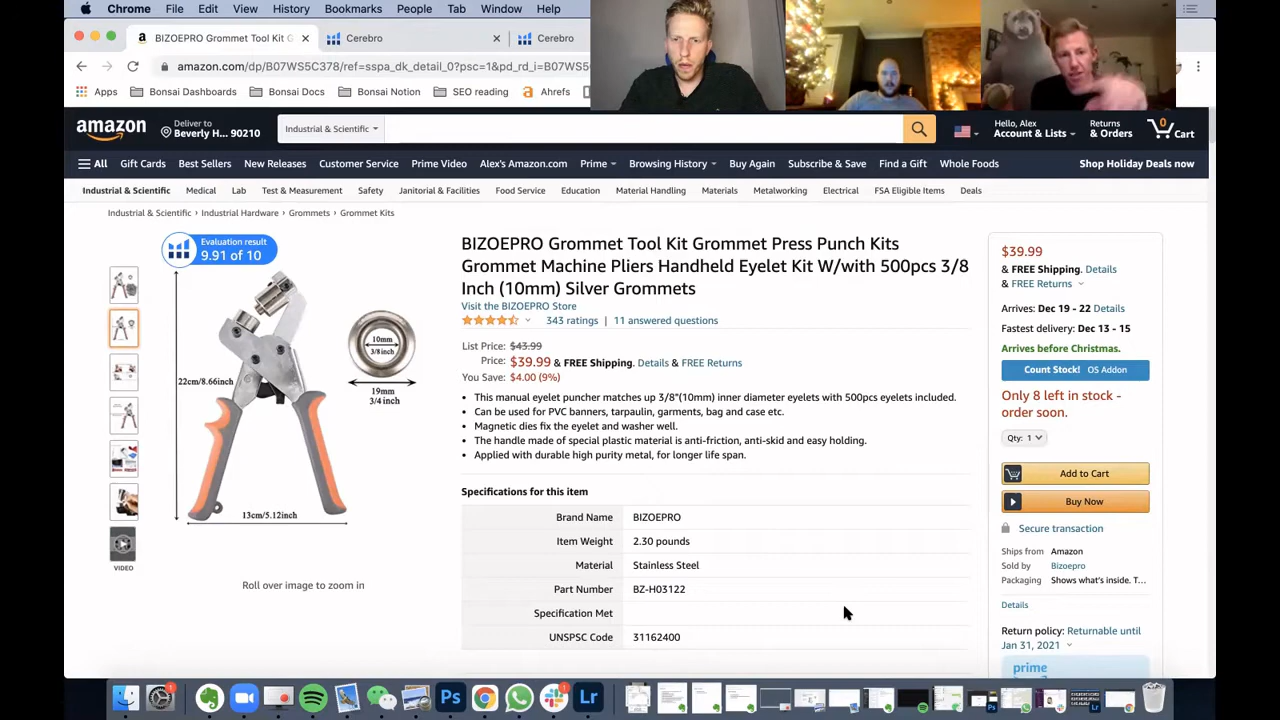 Chrome File Edit View History Bookmarks People Tab Window Help
BIZOEPRO Grommet Tool Kit G
Cerebro
Cerebro
amazon.com/dp/B07WS5C378/ref=sspa_dk_detail_0?psc=1&pd_rd_i=B07WS5
Apps Bonsai Dashboards Bonsai Docs Bonsai Notion SEO reading Ahrefs
amazon
Deliver to
Beverly H... 90210
Industrial & Scientific
Hello, Alex
Account & Lists
Returns
& Orders
0
Cart
All Gift Cards Best Sellers New Releases Customer Service Prime Video Alex's Amazon.com Prime Browsing History Buy Again Subscribe & Save Find a Gift Whole Foods Shop Holiday Deals now
Industrial & Scientific Medical Lab Test & Measurement Safety Janitorial & Facilities Food Service Education Material Handling Materials Metalworking Electrical FSA Eligible Items Deals
Industrial & Scientific › Industrial Hardware › Grommets › Grommet Kits
Evaluation result
9.91 of 10
22cm/8.66inch
13cm/5.12inch
10mm
3/8inch
19mm
3/4 inch
VIDEO
Roll over image to zoom in
BIZOEPRO Grommet Tool Kit Grommet Press Punch Kits
Grommet Machine Pliers Handheld Eyelet Kit W/with 500pcs 3/8
Inch (10mm) Silver Grommets
Visit the BIZOEPRO Store
343 ratings | 11 answered questions
List Price: $43.99
Price: $39.99 & FREE Shipping. Details & FREE Returns
You Save: $4.00 (9%)
• This manual eyelet puncher matches up 3/8"(10mm) inner diameter eyelets with 500pcs eyelets included.
• Can be used for PVC banners, tarpaulin, garments, bag and case etc.
• Magnetic dies fix the eyelet and washer well.
• The handle made of special plastic material is anti-friction, anti-skid and easy holding.
• Applied with durable high purity metal, for longer life span.
Specifications for this item
Brand Name BIZOEPRO
Item Weight 2.30 pounds
Material Stainless Steel
Part Number BZ-H03122
Specification Met
UNSPSC Code 31162400
$39.99
& FREE Shipping. Details
& FREE Returns
Arrives: Dec 19 - 22 Details
Fastest delivery: Dec 13 - 15
Arrives before Christmas.
Count Stock! OS Addon
Only 8 left in stock -
order soon.
Qty: 1
Add to Cart
Buy Now
Secure transaction
Ships from Amazon
Sold by Bizoepro
Packaging Shows what's inside. T...
Details
Return policy: Returnable until
Jan 31, 2021
prime
Ps
Lr